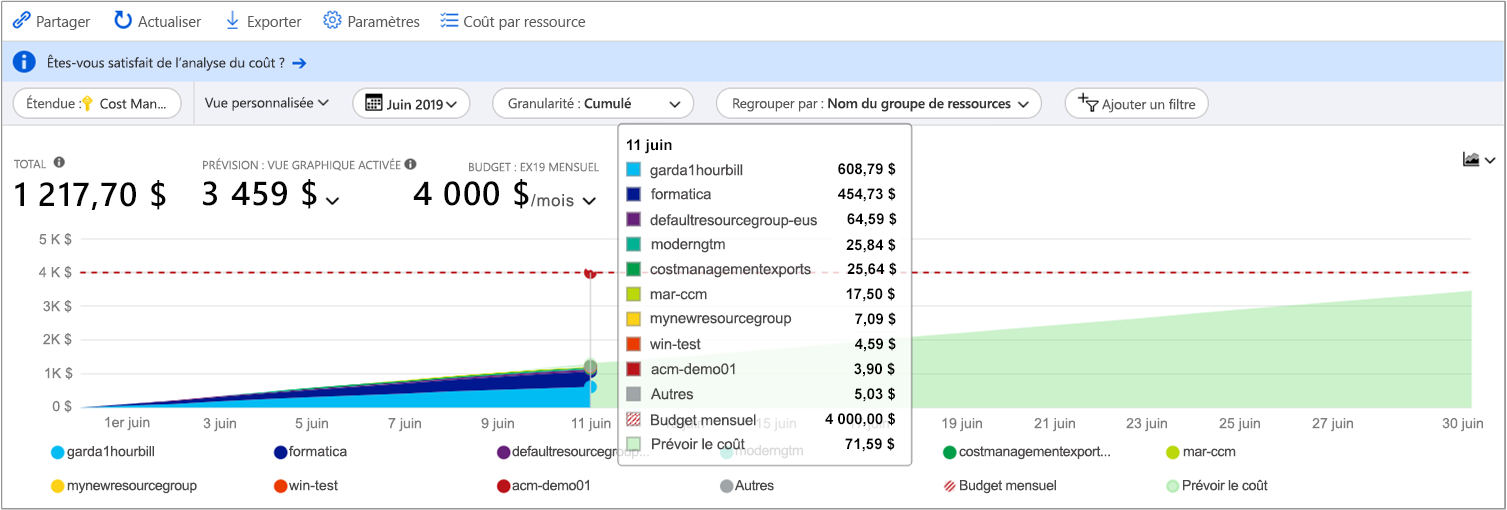 Partager Actualiser Exporter Paramètres Coût par ressource
Êtes-vous satisfait de l'analyse du coût ?
Étendue : Cost Man... Vue personnalisée Juin 2019 Granularité : Cumulé Regrouper par : Nom du groupe de ressources Ajouter un filtre
TOTAL PRÉVISION : VUE GRAPHIQUE ACTIVÉE BUDGET : EX19 MENSUEL
1 217,70 $ 3 459 $ 4 000 $/mois
11 juin
garda1hourbill 608,79 $
formatica 454,73 $
defaultresourcegroup-eus 64,59 $
moderngtm 25,84 $
costmanagementexports 25,64 $
mar-ccm 17,50 $
mynewresourcegroup 7,09 $
win-test 4,59 $
acm-demo01 3,90 $
Autres 5,03 $
Budget mensuel 4 000,00 $
Prévoir le coût 71,59 $
5 K $
4 K $
3K $
2K $
1K $
0 $
1er juin 3 juin 5 juin 7 juin 9 juin 11 juin 15 juin 19 juin 21 juin 23 juin 25 juin 27 juin 30 juin
garda1hourbill formatica defaultresourcegroup... moderngtm costmanagementexport... mar-ccm
mynewresourcegroup win-test acm-demo01 Autres Budget mensuel Prévoir le coût